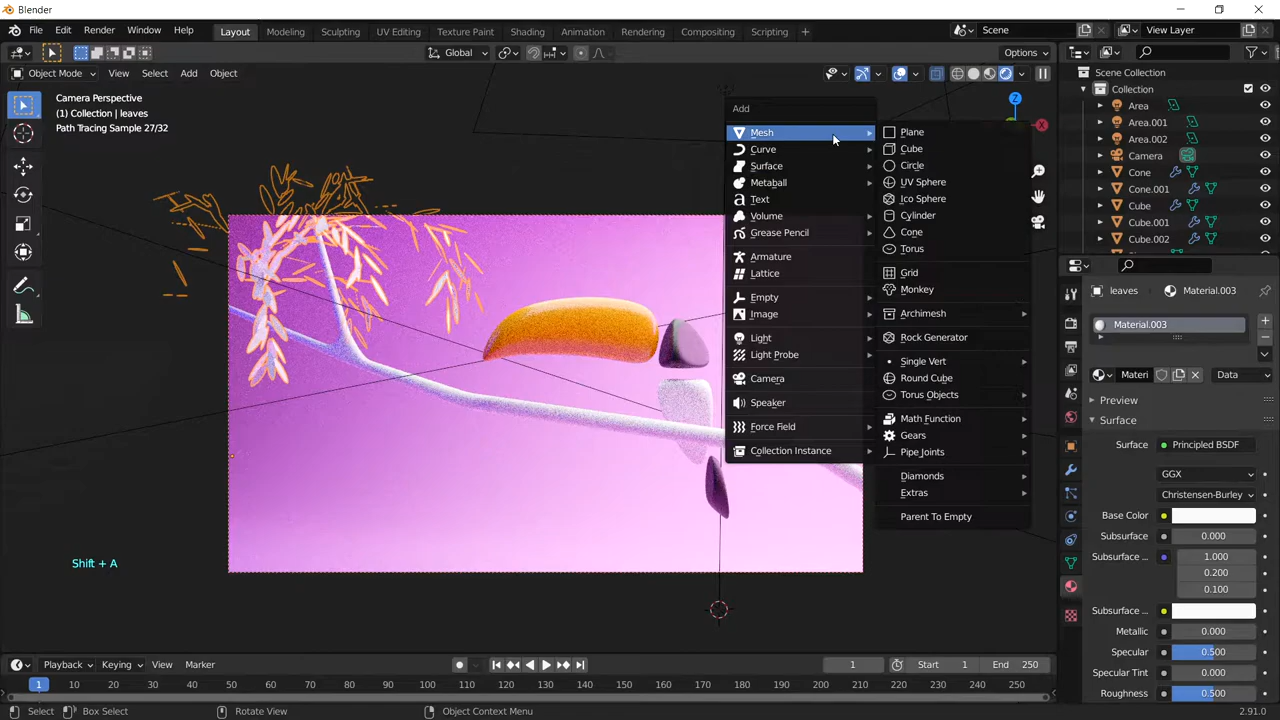 Blender
File Edit Render Window Help Layout Modeling Sculpting UV Editing Texture Paint Shading Animation Rendering Compositing Scripting + Scene View Layer
Global Options
Object Mode View Select Add Object
Camera Perspective
(1) Collection | leaves
Path Tracing Sample 27/32
Add
Mesh
Curve
Surface
Metaball
Text
Volume
Grease Pencil
Armature
Lattice
Empty
Image
Light
Light Probe
Camera
Speaker
Force Field
Collection Instance
Plane
Cube
Circle
UV Sphere
Ico Sphere
Cylinder
Cone
Torus
Grid
Monkey
Archimesh
Rock Generator
Single Vert
Round Cube
Torus Objects
Math Function
Gears
Pipe Joints
Diamonds
Extras
Parent To Empty
Z
X
Shift + A
Scene Collection
Collection
Area
Area.001
Area.002
Camera
Cone
Cone.001
Cube
Cube.001
Cube.002
leaves Material.003
Material.003
Materi Data
Preview
Surface
Surface Principled BSDF
GGX
Christensen-Burley
Base Color
Subsurface 0.000
Subsurface ... 1.000
0.200
0.100
Subsurface ...
Metallic 0.000
Specular 0.500
Specular Tint 0.000
Roughness 0.500
Playback Keying View Marker 1 Start 1 End 250
1 10 20 30 40 50 60 70 80 90 100 110 120 130 140 150 160 170 180 190 200 210 220 230 240 250
Select Box Select Rotate View Object Context Menu 2.91.0